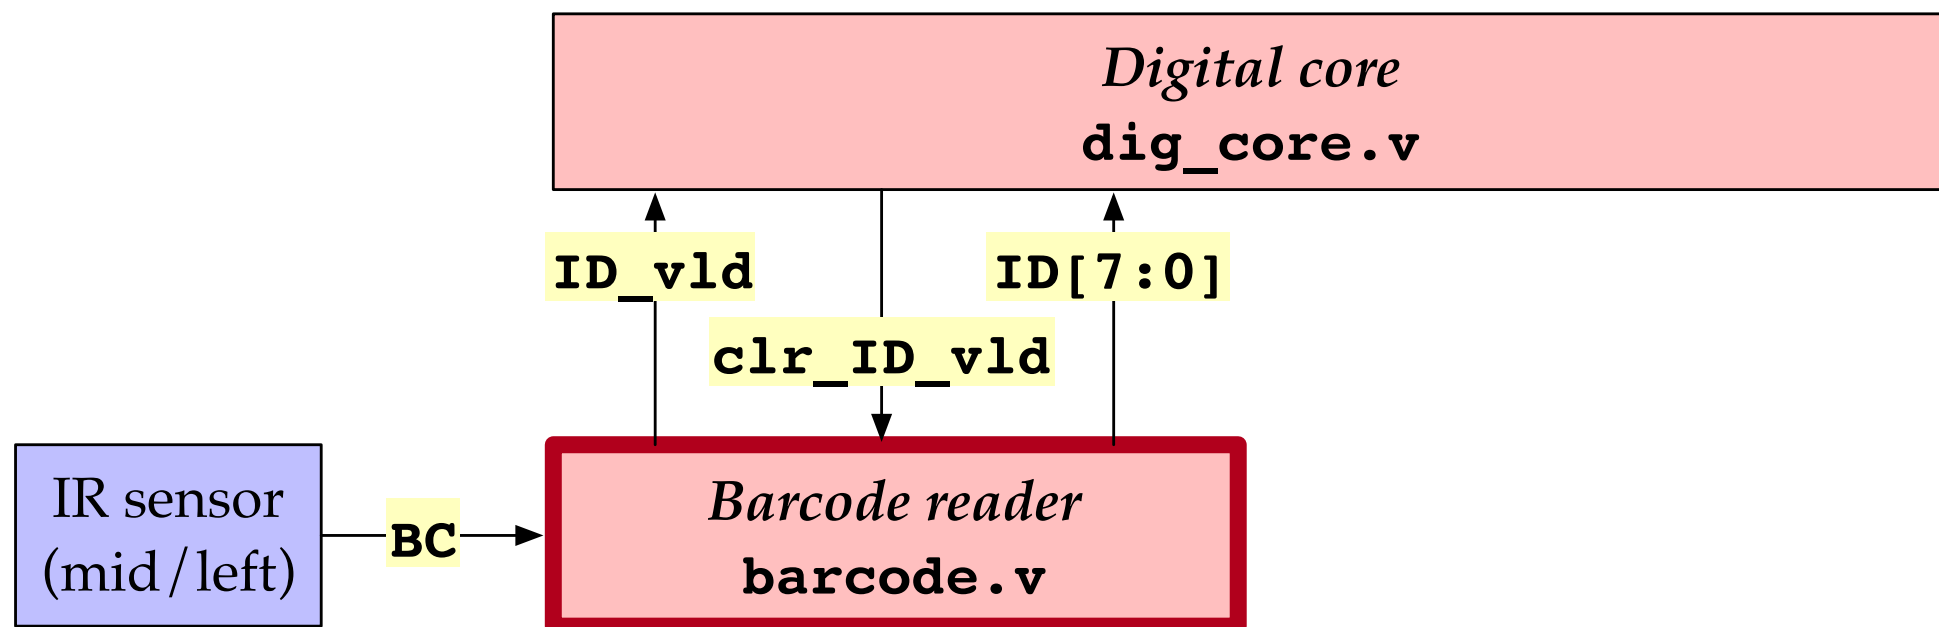 Digital core
dig_core.v
ID_vld
ID[7:0]
clr_ID_vld
IR sensor
(mid/left)
BC
Barcode reader
barcode.v